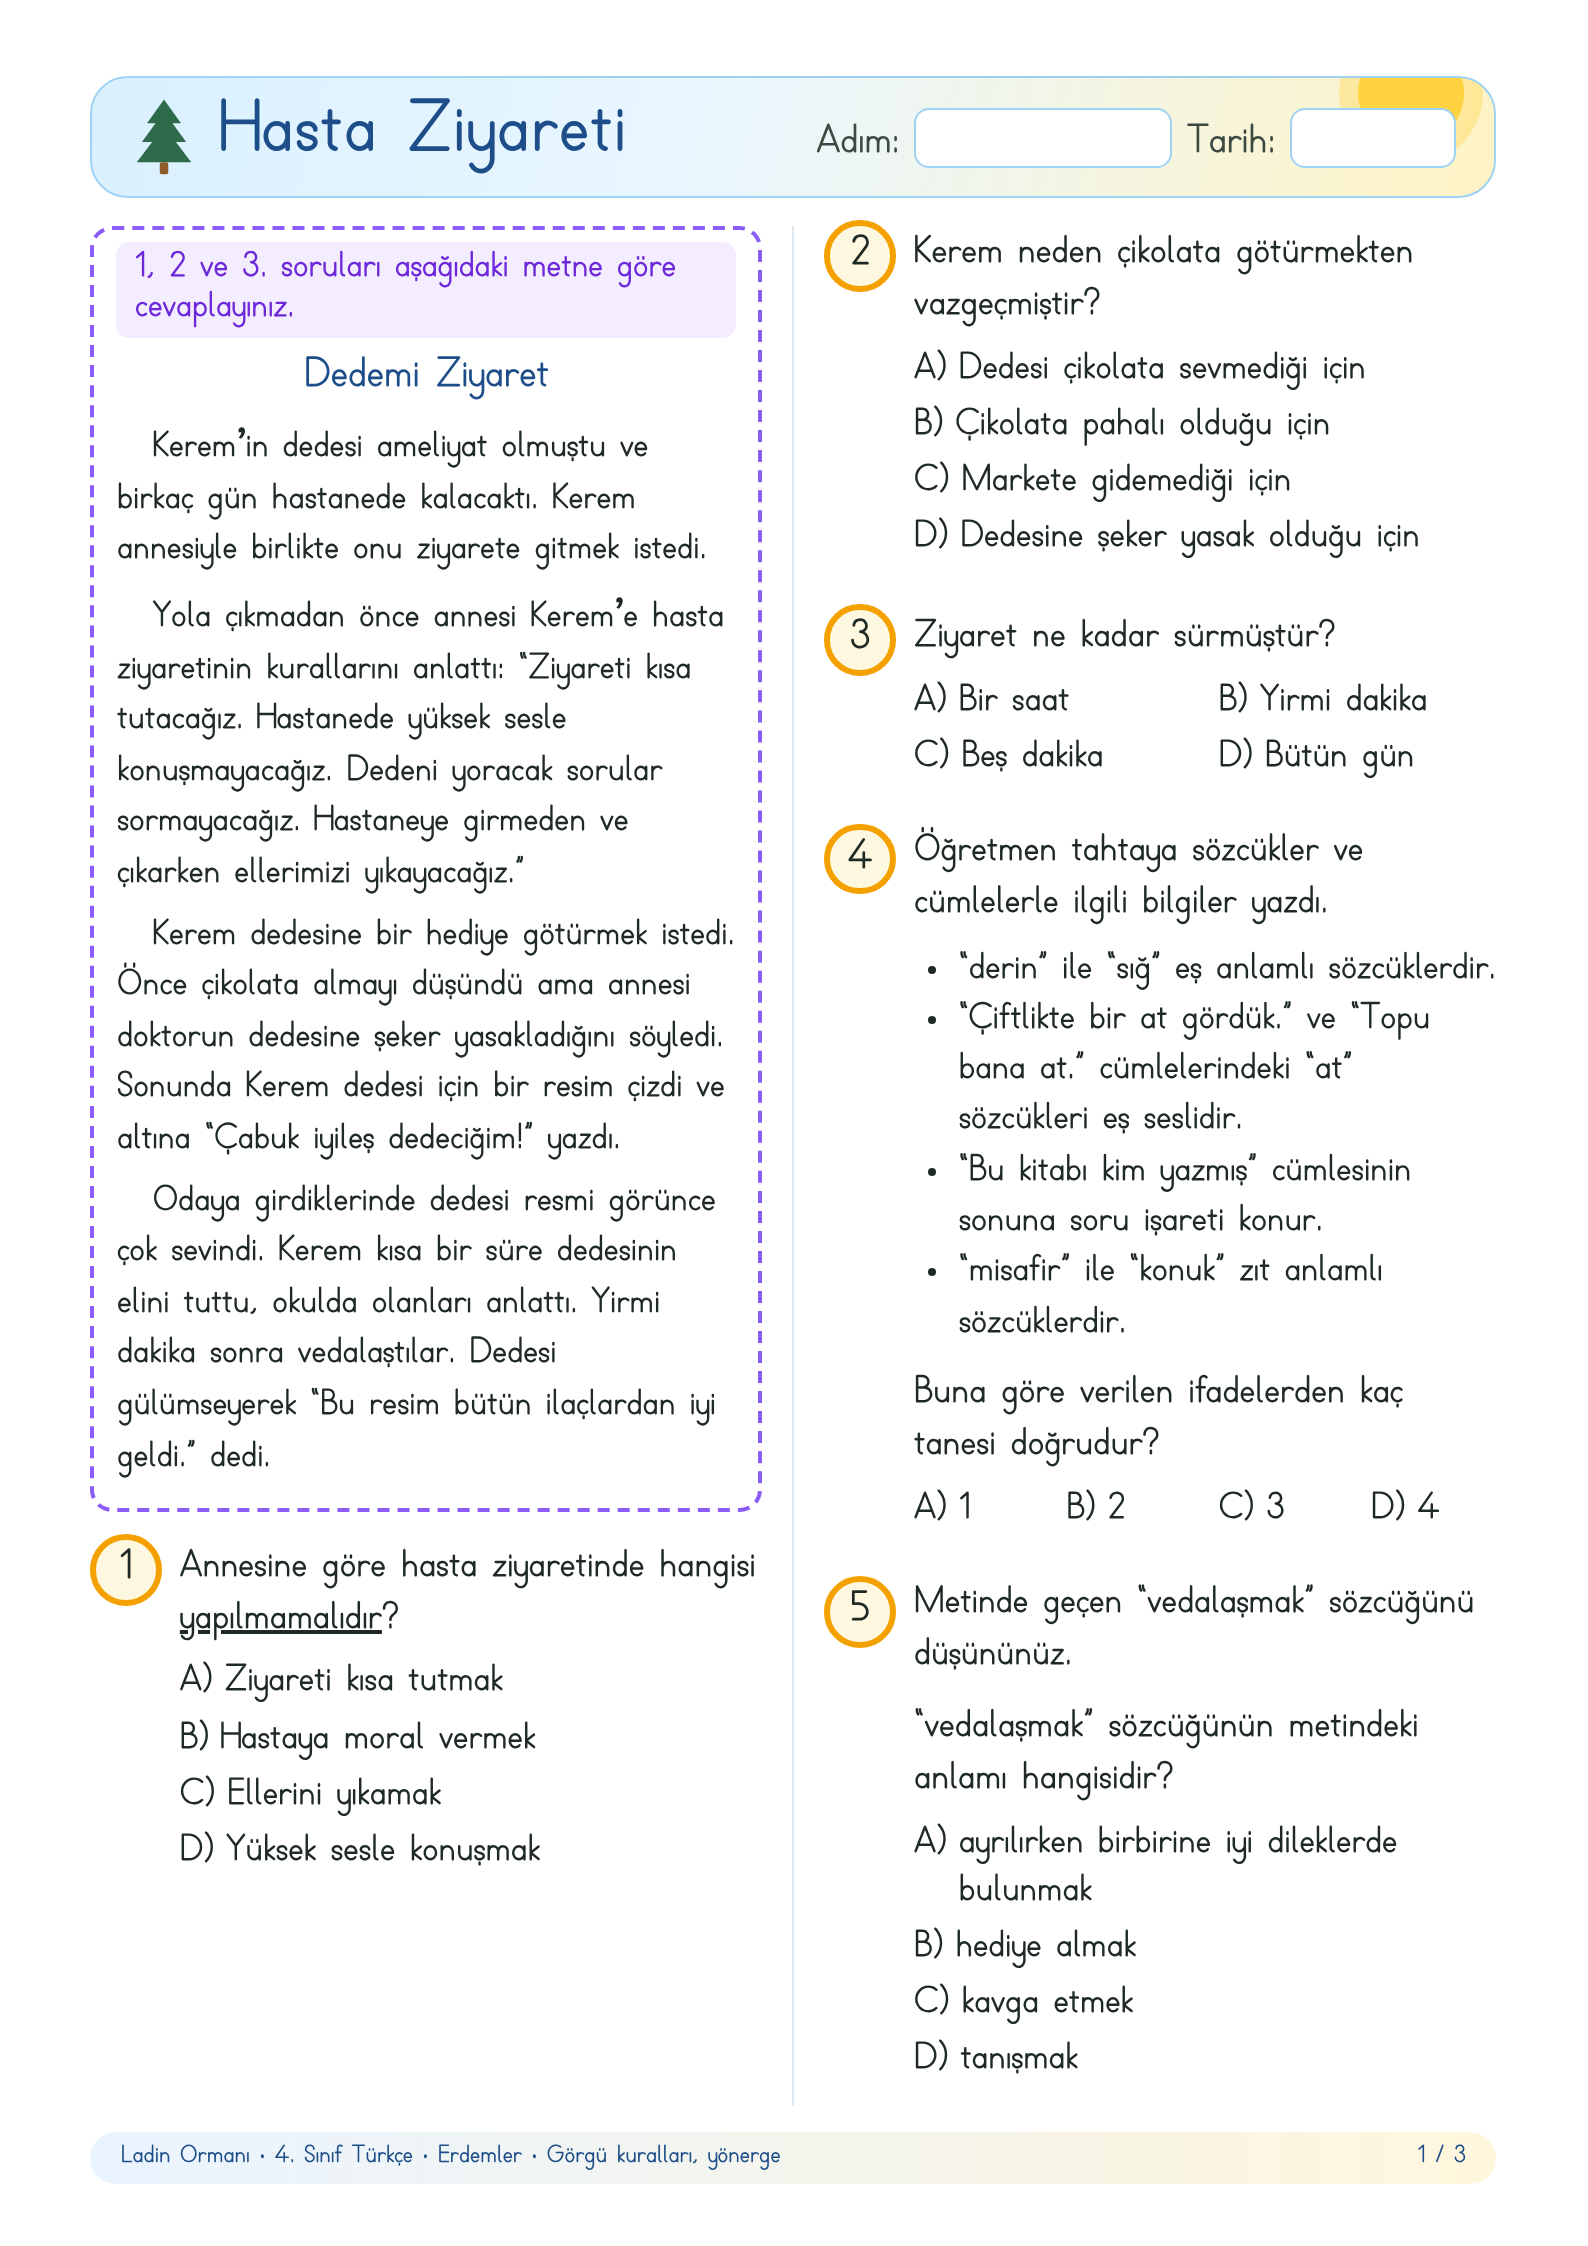 Hasta Ziyareti
Adım:
Tarih:
1, 2 ve 3. soruları aşağıdaki metne göre
cevaplayınız.
Dedemi Ziyaret
Kerem’in dedesi ameliyat olmuştu ve
birkaç gün hastanede kalacaktı. Kerem
annesiyle birlikte onu ziyarete gitmek istedi.
Yola çıkmadan önce annesi Kerem’e hasta
ziyaretinin kurallarını anlattı: “Ziyareti kısa
tutacağız. Hastanede yüksek sesle
konuşmayacağız. Dedeni yoracak sorular
sormayacağız. Hastaneye girmeden ve
çıkarken ellerimizi yıkayacağız.”
Kerem dedesine bir hediye götürmek istedi.
Önce çikolata almayı düşündü ama annesi
doktorun dedesine şeker yasakladığını söyledi.
Sonunda Kerem dedesi için bir resim çizdi ve
altına “Çabuk iyileş dedeciğim!” yazdı.
Odaya girdiklerinde dedesi resmi görünce
çok sevindi. Kerem kısa bir süre dedesinin
elini tuttu, okulda olanları anlattı. Yirmi
dakika sonra vedalaştılar. Dedesi
gülümseyerek “Bu resim bütün ilaçlardan iyi
geldi.” dedi.
1
Annesine göre hasta ziyaretinde hangisi
yapılmamalıdır?
A) Ziyareti kısa tutmak
B) Hastaya moral vermek
C) Ellerini yıkamak
D) Yüksek sesle konuşmak
2
Kerem neden çikolata götürmekten
vazgeçmiştir?
A) Dedesi çikolata sevmediği için
B) Çikolata pahalı olduğu için
C) Markete gidemediği için
D) Dedesine şeker yasak olduğu için
3
Ziyaret ne kadar sürmüştür?
A) Bir saat B) Yirmi dakika
C) Beş dakika D) Bütün gün
4
Öğretmen tahtaya sözcükler ve
cümlelerle ilgili bilgiler yazdı.
• “derin” ile “sığ” eş anlamlı sözcüklerdir.
• “Çiftlikte bir at gördük.” ve “Topu
bana at.” cümlelerindeki “at”
sözcükleri eş seslidir.
• “Bu kitabı kim yazmış” cümlesinin
sonuna soru işareti konur.
• “misafir” ile “konuk” zıt anlamlı
sözcüklerdir.
Buna göre verilen ifadelerden kaç
tanesi doğrudur?
A) 1 B) 2 C) 3 D) 4
5
Metinde geçen “vedalaşmak” sözcüğünü
düşününüz.
“vedalaşmak” sözcüğünün metindeki
anlamı hangisidir?
A) ayrılırken birbirine iyi dileklerde
bulunmak
B) hediye almak
C) kavga etmek
D) tanışmak
Ladin Ormanı • 4. Sınıf Türkçe • Erdemler • Görgü kuralları, yönerge
1 / 3